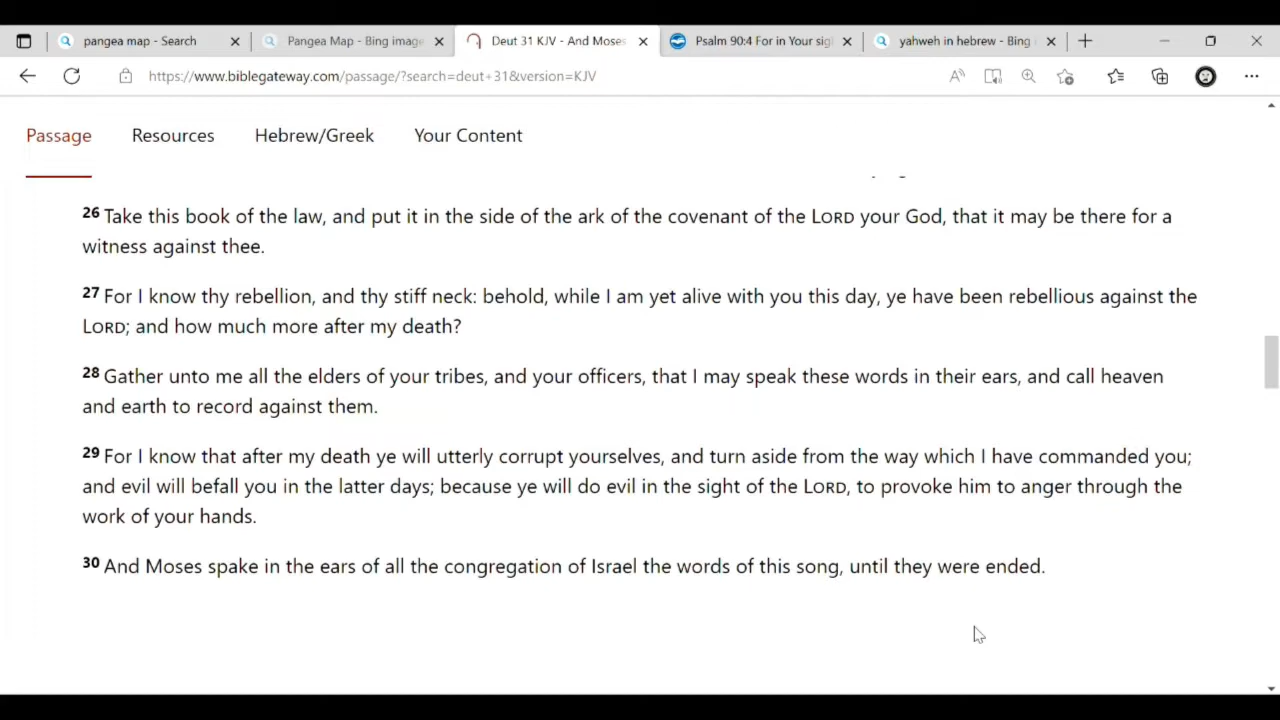 pangea map - Search
Pangea Map - Bing image
Deut 31 KJV - And Moses
Psalm 90:4 For in Your sig
yahweh in hebrew - Bing
https://www.biblegateway.com/passage/?search=deut+31&version=KJV
Passage Resources Hebrew/Greek Your Content
26 Take this book of the law, and put it in the side of the ark of the covenant of the LORD your God, that it may be there for a
witness against thee.
27 For I know thy rebellion, and thy stiff neck: behold, while I am yet alive with you this day, ye have been rebellious against the
LORD; and how much more after my death?
28 Gather unto me all the elders of your tribes, and your officers, that I may speak these words in their ears, and call heaven
and earth to record against them.
29 For I know that after my death ye will utterly corrupt yourselves, and turn aside from the way which I have commanded you;
and evil will befall you in the latter days; because ye will do evil in the sight of the LORD, to provoke him to anger through the
work of your hands.
30 And Moses spake in the ears of all the congregation of Israel the words of this song, until they were ended.